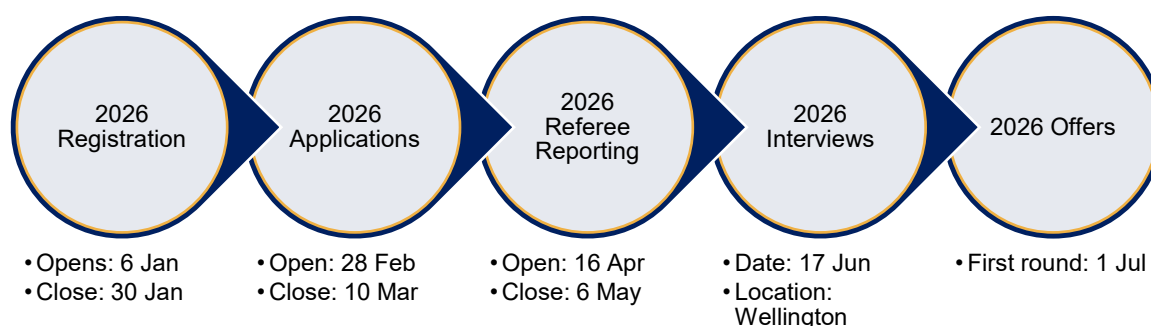 2026
Registration
2026
Applications
2026
Referee
Reporting
2026
Interviews
2026 Offers
•Opens: 6 Jan
•Close: 30 Jan
•Open: 28 Feb
•Close: 10 Mar
•Open: 16 Apr
•Close: 6 May
•Date: 17 Jun
•Location:
Wellington
•First round: 1 Jul